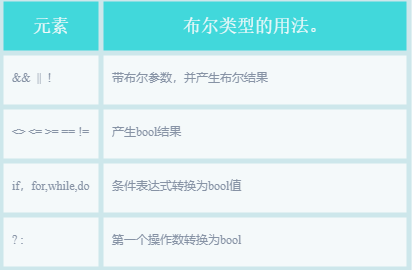 元素
布尔类型的用法。
&& || !
带布尔参数，并产生布尔结果
<> <= >= == !=
产生bool结果
if，for,while,do
条件表达式转换为bool值
? :
第一个操作数转换为bool